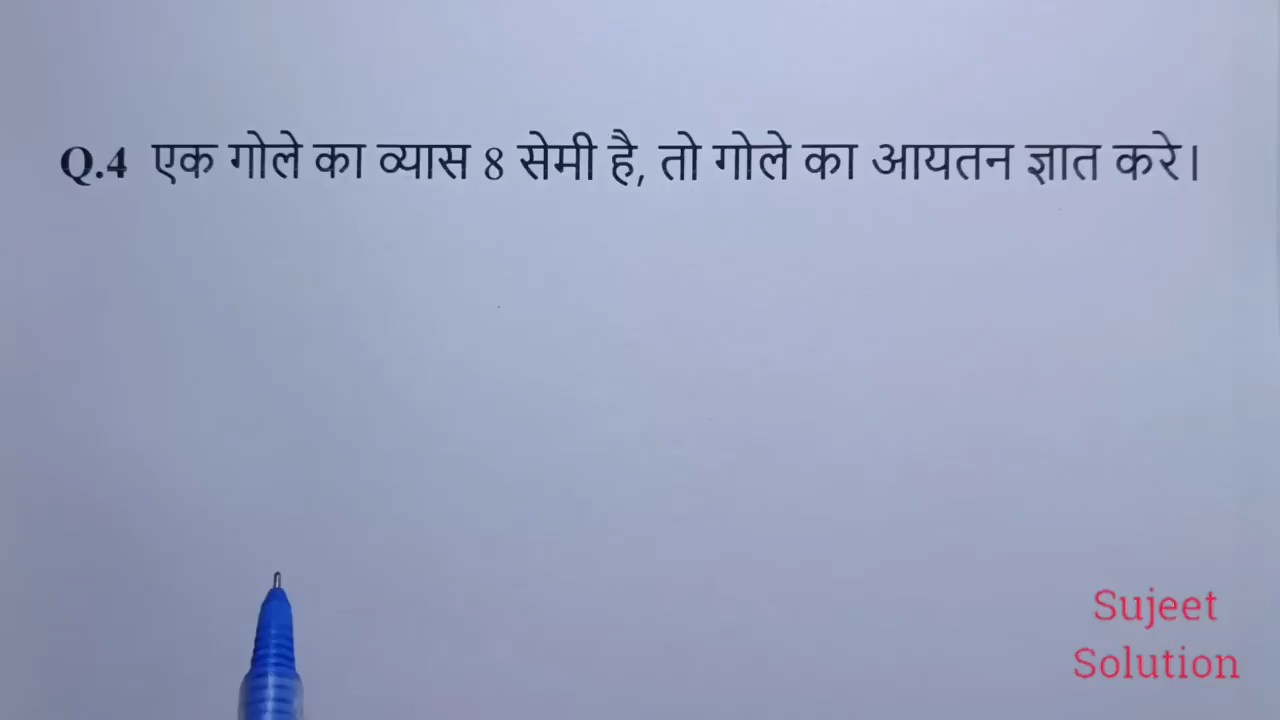 Q.4 एक गोले का व्यास 8 सेमी है, तो गोले का आयतन ज्ञात करे।
Sujeet
Solution